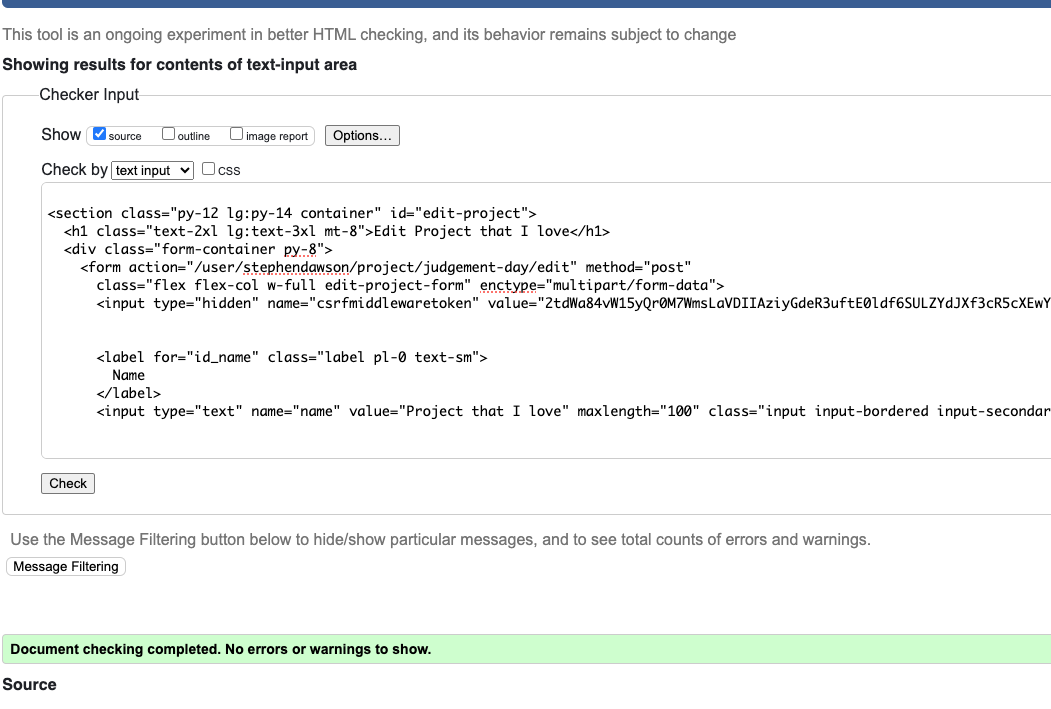 This tool is an ongoing experiment in better HTML checking, and its behavior remains subject to change
Showing results for contents of text-input area
Checker Input
Show source outline image report Options...
Check by text input CSS
<section class="py-12 lg:py-14 container" id="edit-project">
<h1 class="text-2xl lg:text-3xl mt-8">Edit Project that I love</h1>
<div class="form-container py-8">
<form action="/user/stephendawson/project/judgement-day/edit" method="post"
class="flex flex-col w-full edit-project-form" enctype="multipart/form-data">
<input type="hidden" name="csrfmiddlewaretoken" value="2tdWa84vW15yQr0M7WmsLaVDIIAziyGdeR3uftE0ldf6SULZYdJXf3cR5cXEwY
<label for="id_name" class="label pl-0 text-sm">
Name
</label>
<input type="text" name="name" value="Project that I love" maxlength="100" class="input input-bordered input-secondar
Check
Use the Message Filtering button below to hide/show particular messages, and to see total counts of errors and warnings.
Message Filtering
Document checking completed. No errors or warnings to show.
Source